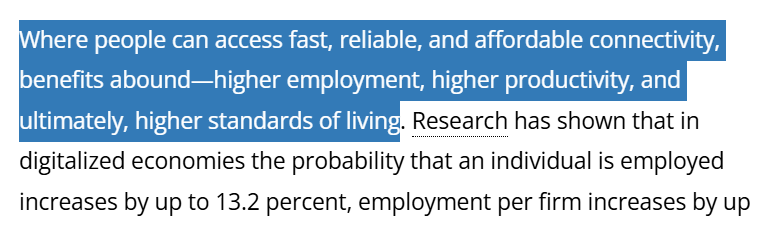 Where people can access fast, reliable, and affordable connectivity,
benefits abound—higher employment, higher productivity, and
ultimately, higher standards of living. Research has shown that in
digitalized economies the probability that an individual is employed
increases by up to 13.2 percent, employment per firm increases by up